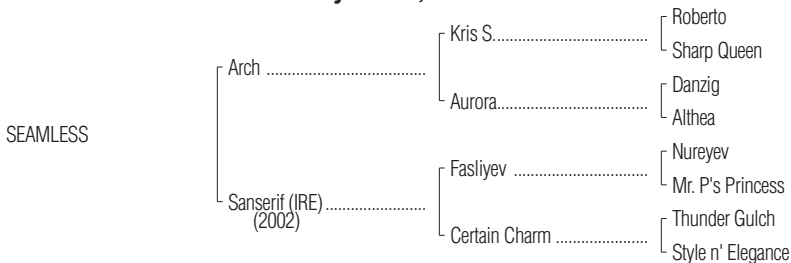 Roberto
Kris S.
Sharp Queen
Arch
Danzig
Aurora
Althea
SEAMLESS
Nureyev
Fasliyev
Mr. P's Princess
Sanserif (IRE)
(2002)
Thunder Gulch
Certain Charm
Style n' Elegance